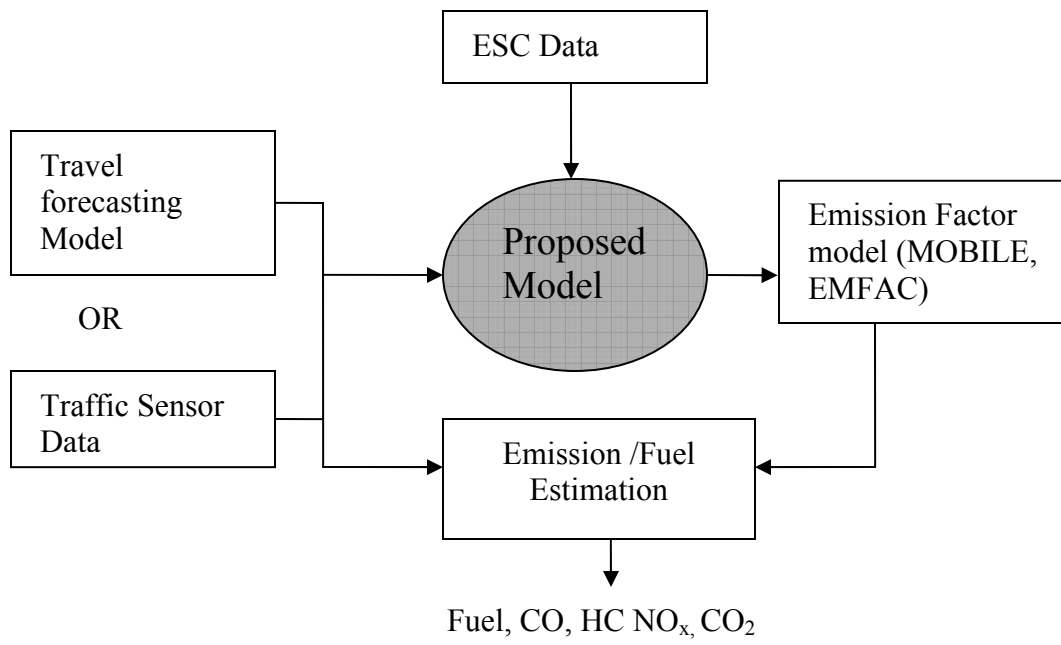 ESC Data
Travel
forecasting
Model
OR
Traffic Sensor
Data
Proposed
Model
Emission Factor
model (MOBILE,
EMFAC)
Emission /Fuel
Estimation
Fuel, CO, HC NOₓ, CO₂